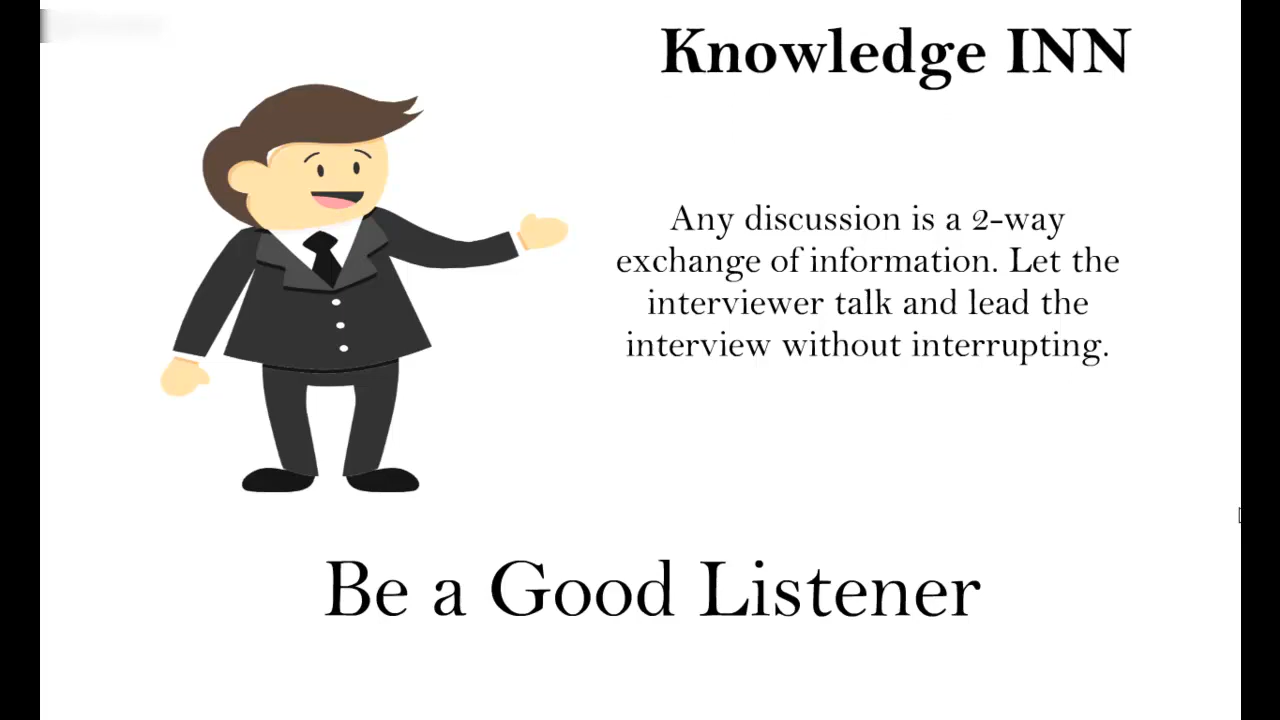 Knowledge INN
Any discussion is a 2-way
exchange of information. Let the
interviewer talk and lead the
interview without interrupting.
Be a Good Listener